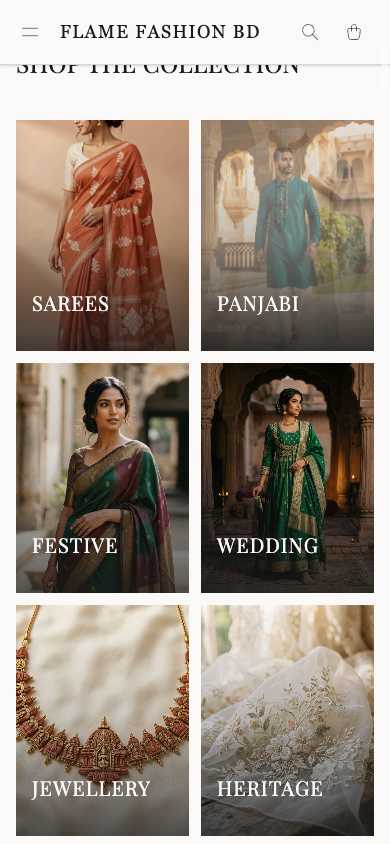 FLAME FASHION BD
SHOP THE COLLECTION
SAREES
PANJABI
FESTIVE
WEDDING
JEWELLERY
HERITAGE